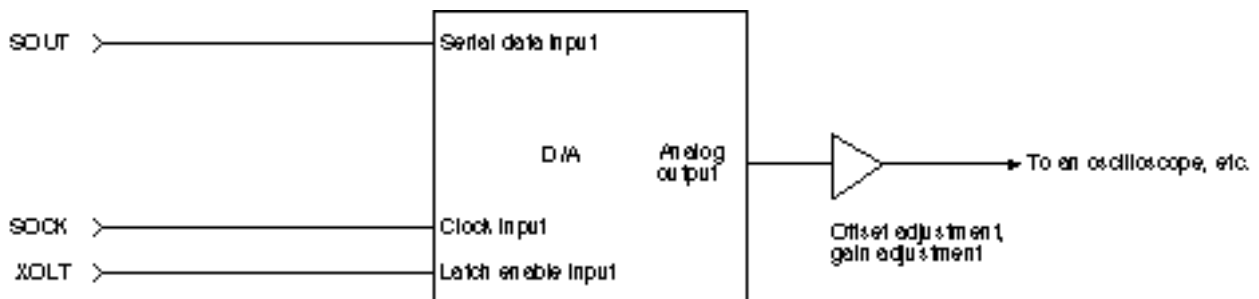 SOUT
Serial data input
D/A
Analog
output
To an oscilloscope, etc.
SOCK
Clock input
Offset adjustment,
gain adjustment
XOLT
Latch enable input